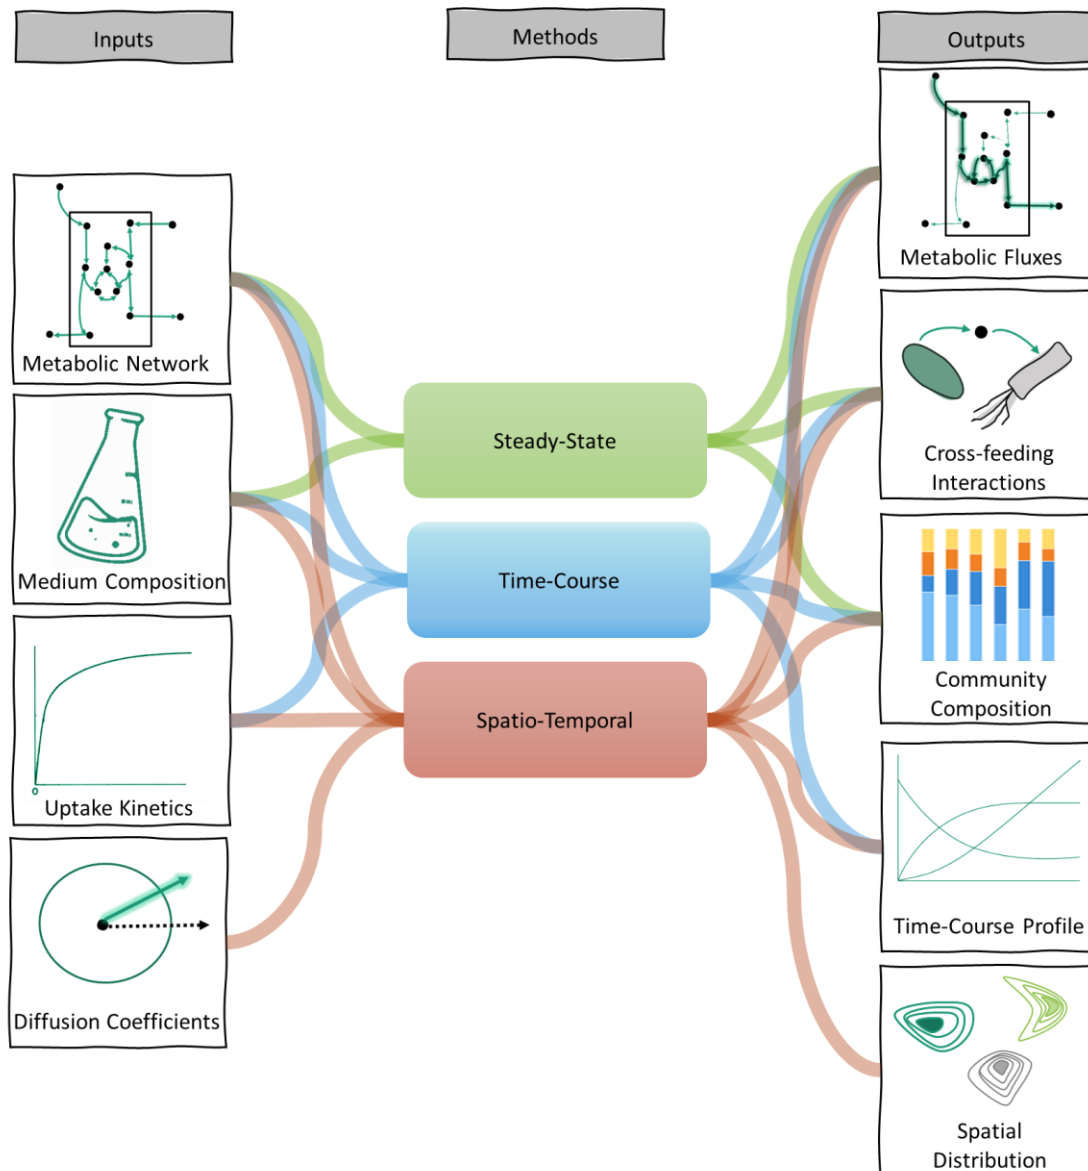 Inputs
Methods
Outputs
Metabolic Network
Medium Composition
Uptake Kinetics
0
Diffusion Coefficients
Steady-State
Time-Course
Spatio-Temporal
Metabolic Fluxes
Cross-feeding
Interactions
Community
Composition
Time-Course Profile
Spatial
Distribution